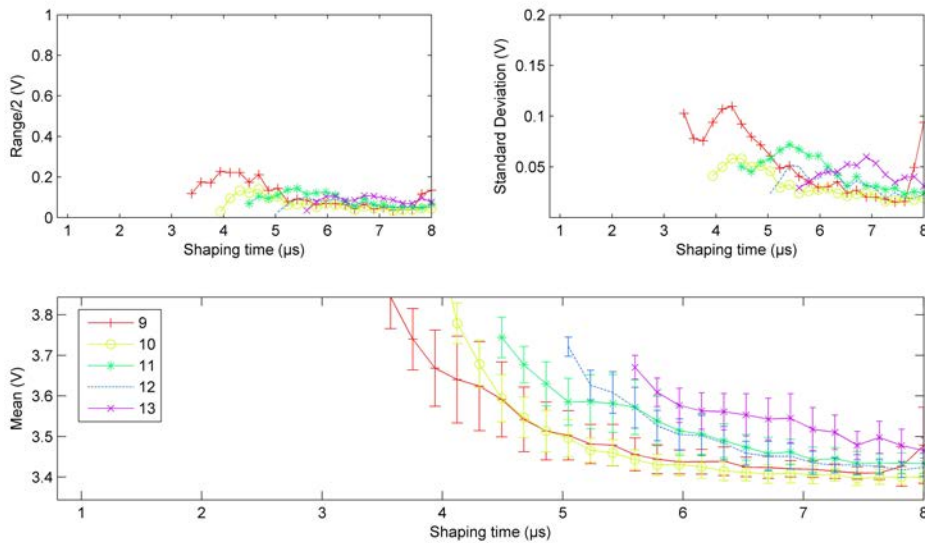 1
0.8
0.6
0.4
0.2
0
Range/2 (V)
1 2 3 4 5 6 7 8
Shaping time (µs)
0.2
0.15
0.1
0.05
0.00
Standard Deviation (V)
1 2 3 4 5 6 7 8
Shaping time (µs)
3.8
3.7
3.6
3.5
3.4
Mean (V)
9
10
11
12
13
1 2 3 4 5 6 7 8
Shaping time (µs)